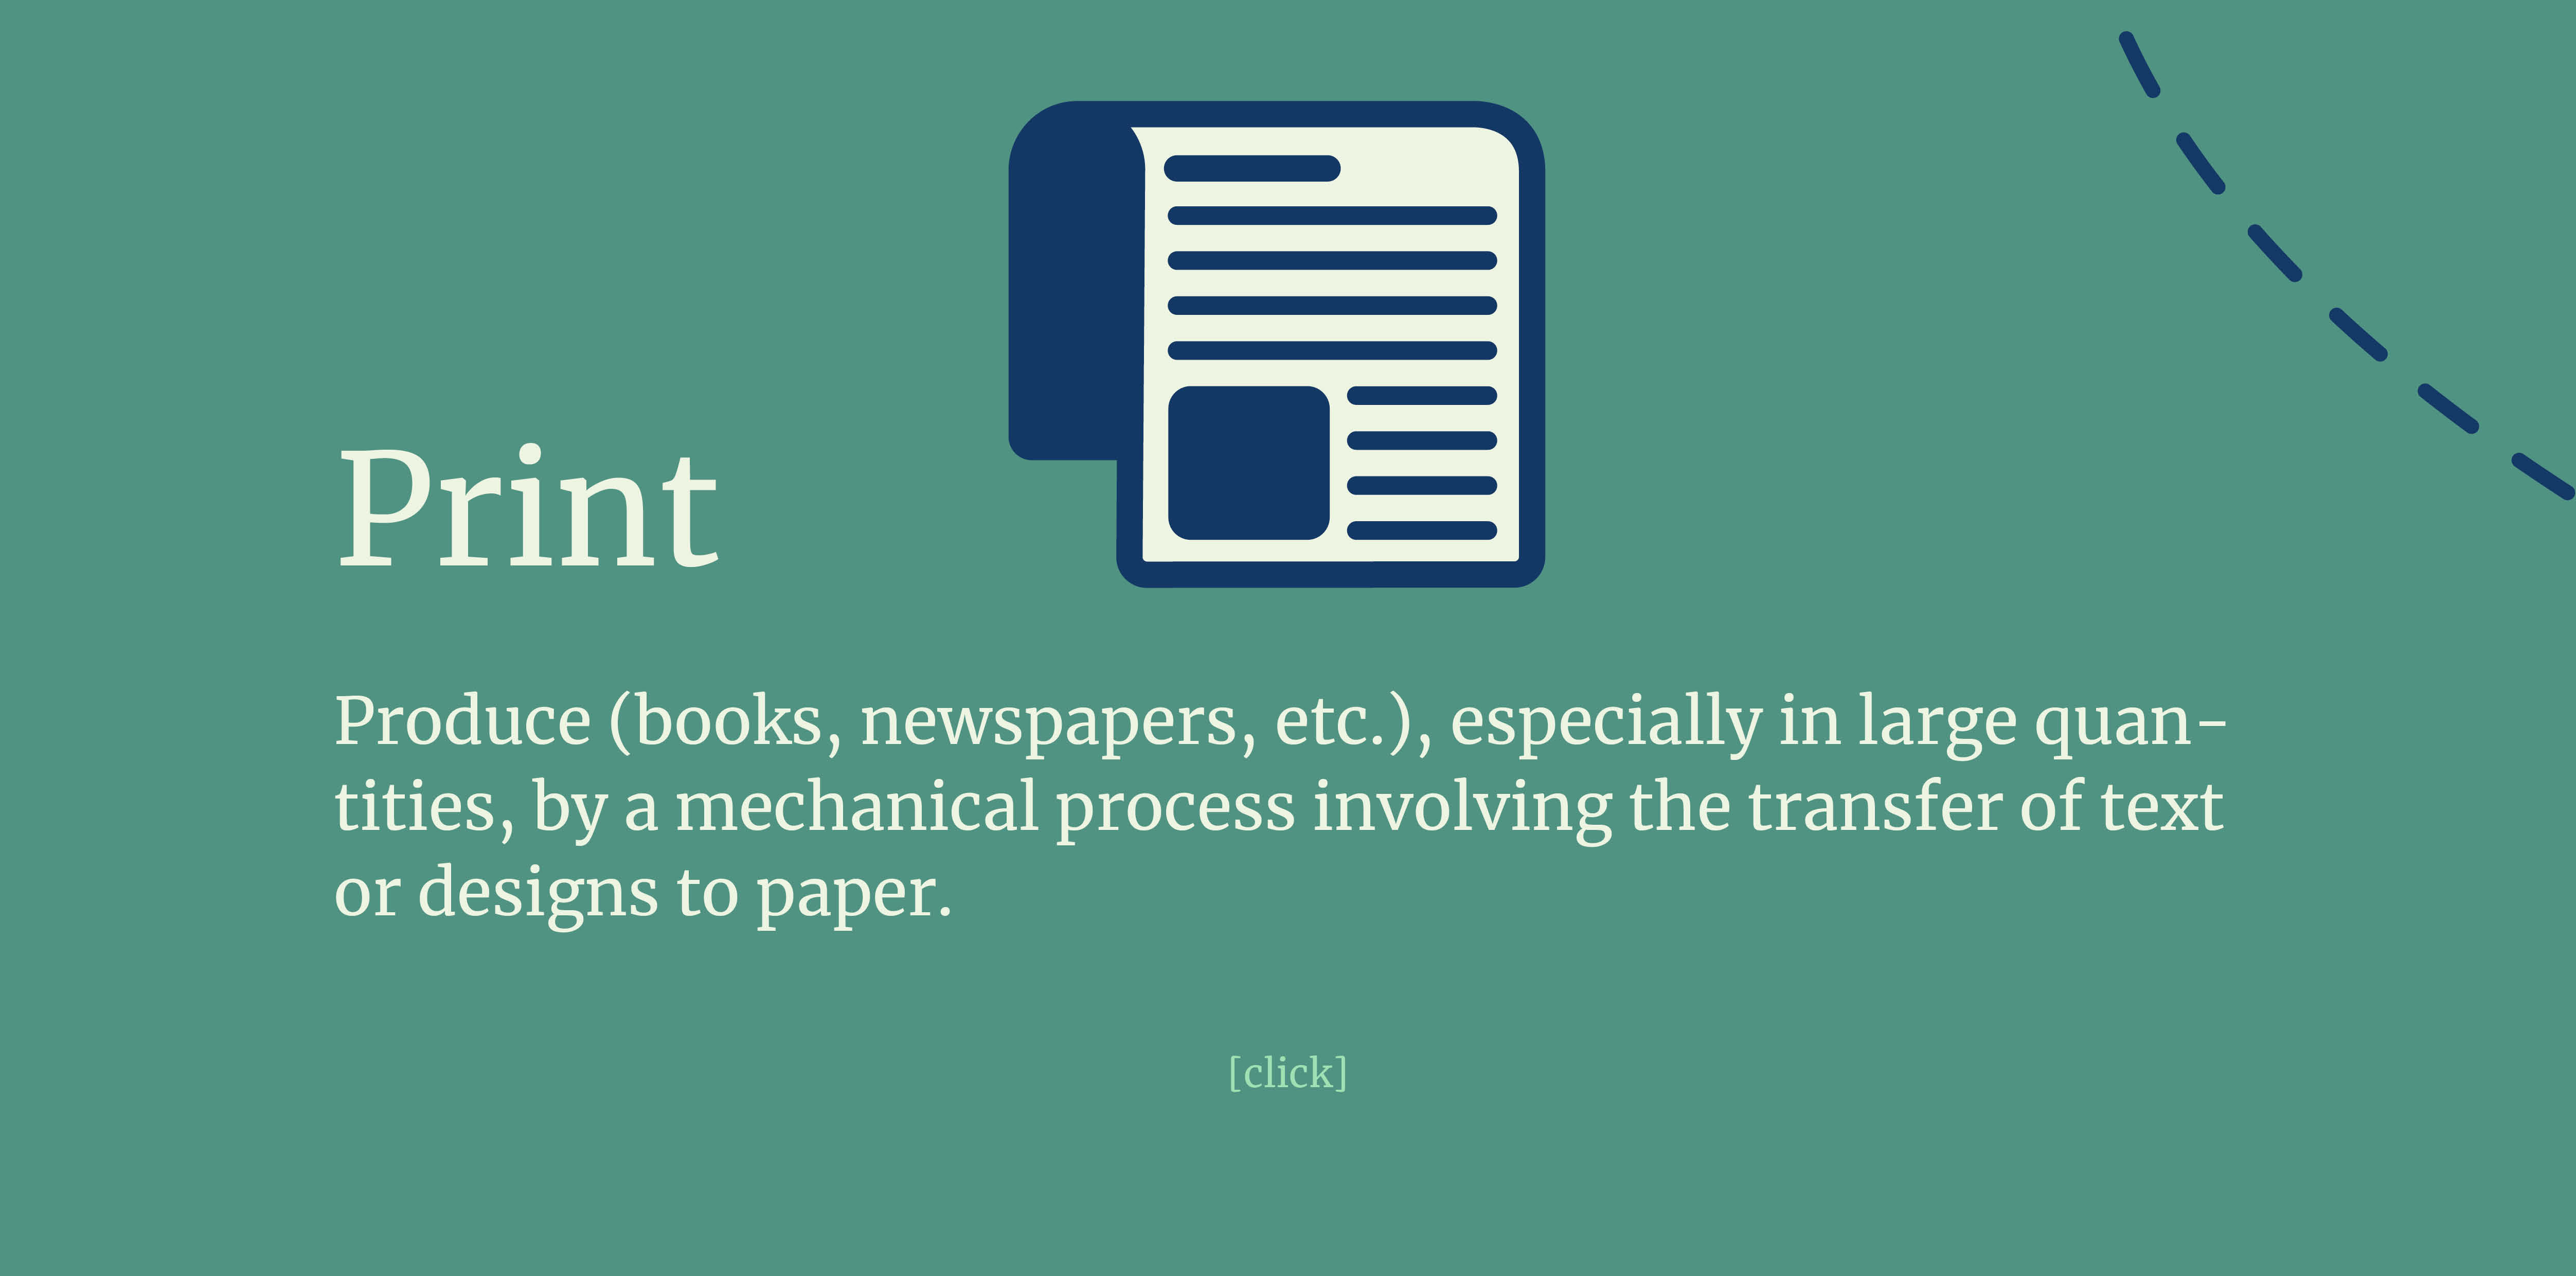 Print
Produce (books, newspapers, etc.), especially in large quan-
tities, by a mechanical process involving the transfer of text
or designs to paper.
[click]